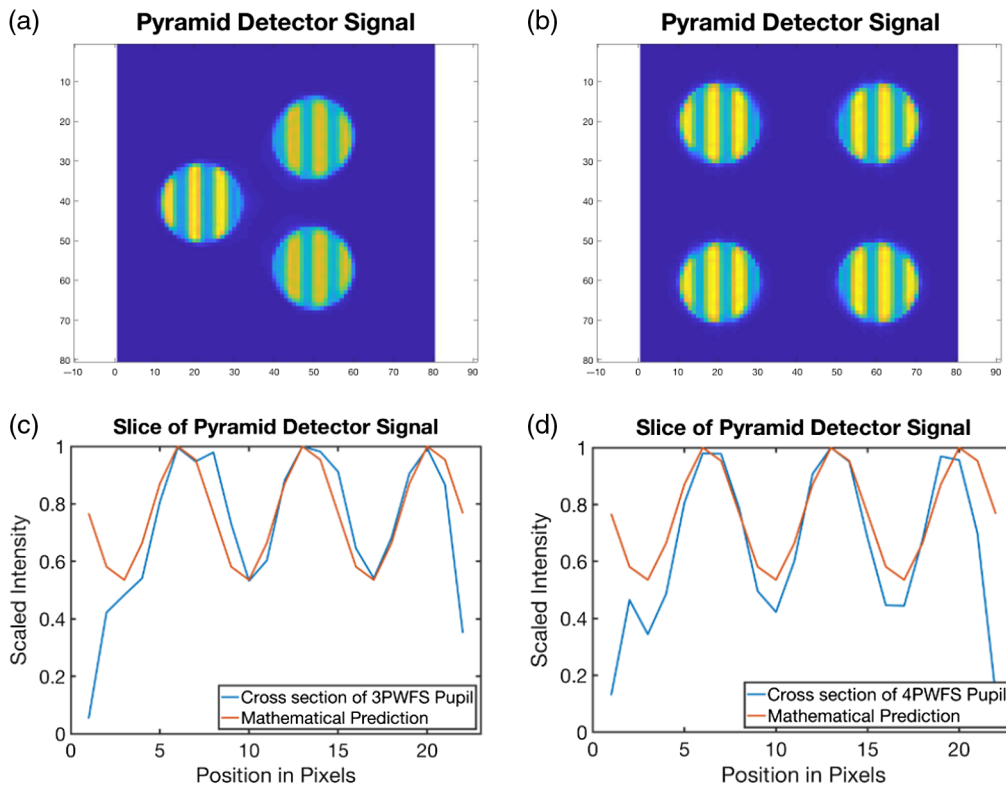 (a)
Pyramid Detector Signal
10
20
30
40
50
60
70
80
−10 0 10 20 30 40 50 60 70 80 90
(b)
Pyramid Detector Signal
10
20
30
40
50
60
70
80
−10 0 10 20 30 40 50 60 70 80 90
(c)
Slice of Pyramid Detector Signal
1
0.8
0.6
0.4
0.2
0
Scaled Intensity
Cross section of 3PWFS Pupil
Mathematical Prediction
0 5 10 15 20
Position in Pixels
(d)
Slice of Pyramid Detector Signal
1
0.8
0.6
0.4
0.2
0
Scaled Intensity
Cross section of 4PWFS Pupil
Mathematical Prediction
0 5 10 15 20
Position in Pixels